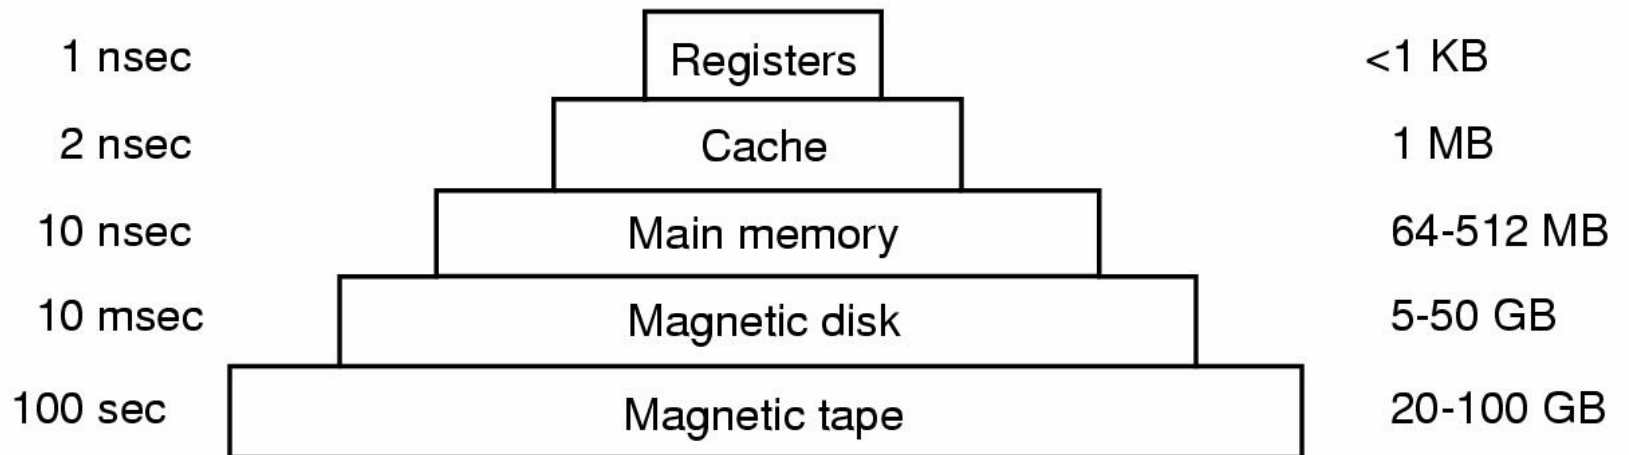 1 nsec Registers <1 KB
2 nsec Cache 1 MB
10 nsec Main memory 64-512 MB
10 msec Magnetic disk 5-50 GB
100 sec Magnetic tape 20-100 GB